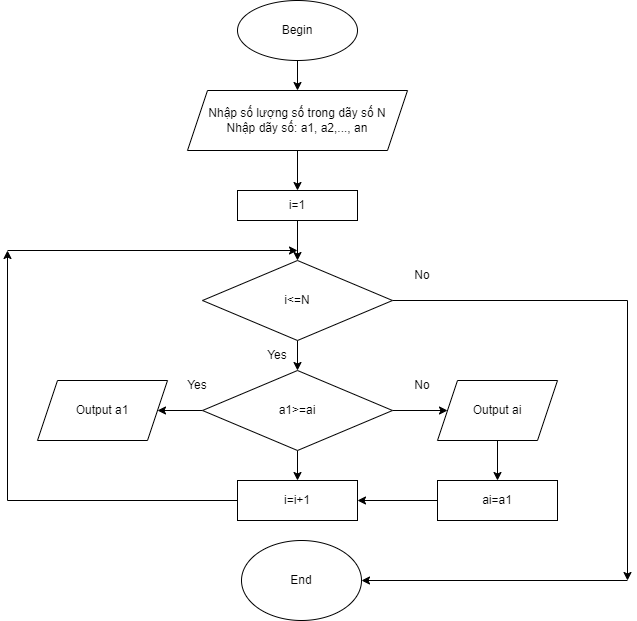 Begin
Nhập số lượng số trong dãy số N
Nhập dãy số: a1, a2,..., an
i=1
No
i<=N
Yes
Yes
No
Output a1
a1>=ai
Output ai
i=i+1
ai=a1
End